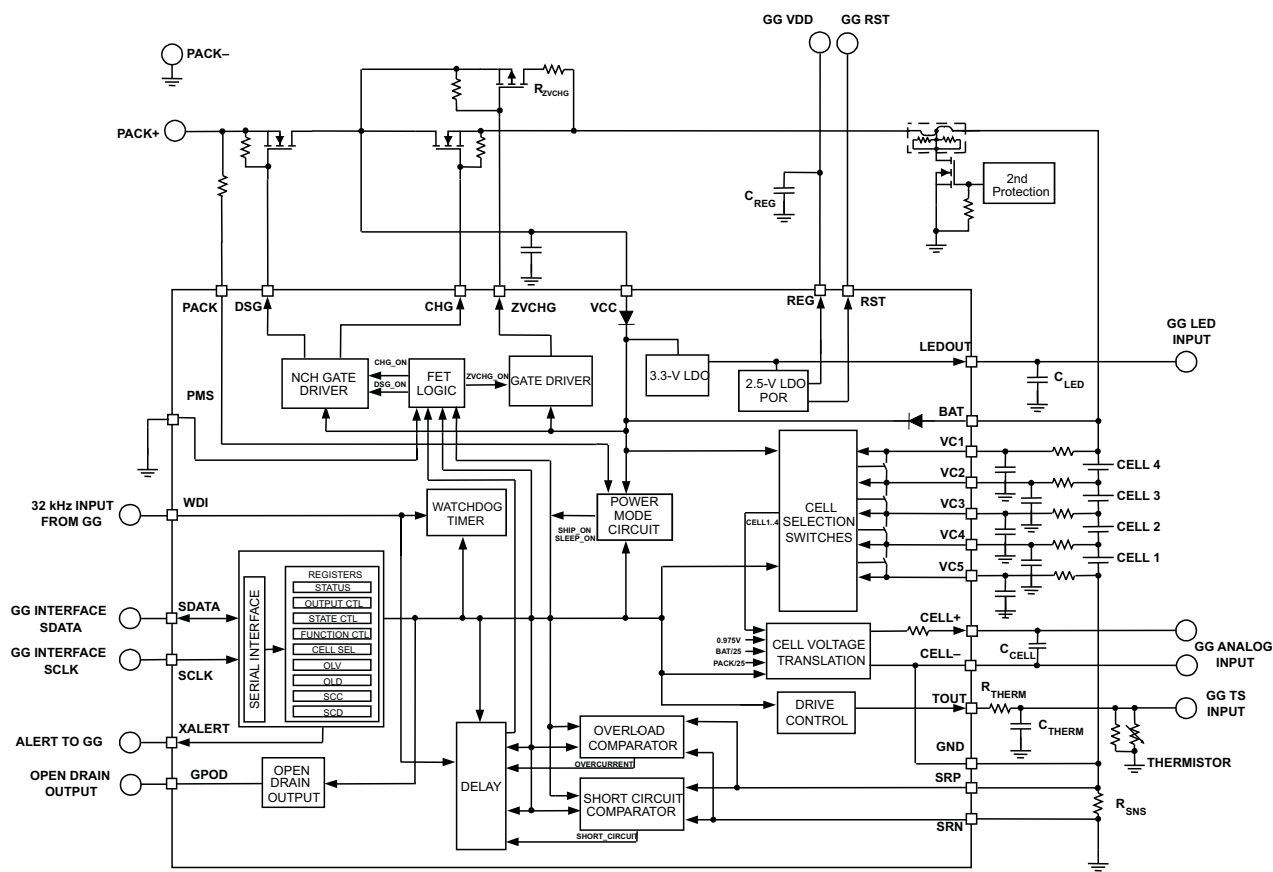 GG VDD
GG RST
PACK–
RZVCHG
PACK+
2nd
Protection
CREG
PACK
DSG
CHG
ZVCHG
VCC
REG
RST
GG LED
INPUT
LEDOUT
NCH GATE
DRIVER
CHG_ON
DSG_ON
FET
LOGIC
ZVCHG_ON
GATE DRIVER
3.3-V LDO
2.5-V LDO
POR
CLED
PMS
BAT
VC1
CELL 4
VC2
CELL 3
VC3
CELL 2
VC4
CELL 1
VC5
32 kHz INPUT
FROM GG
WDI
WATCHDOG
TIMER
SHIP_ON
SLEEP_ON
POWER
MODE
CIRCUIT
CELL1..4
CELL
SELECTION
SWITCHES
GG INTERFACE
SDATA
SDATA
GG INTERFACE
SCLK
SCLK
SERIAL INTERFACE
REGISTERS
STATUS
OUTPUT CTL
STATE CTL
FUNCTION CTL
CELL SEL
OLV
OLD
SCC
SCD
0.975V
BAT/25
PACK/25
CELL VOLTAGE
TRANSLATION
CELL+
CELL–
CCELL
GG ANALOG
INPUT
DRIVE
CONTROL
TOUT
RTHERM
CTHERM
GG TS
INPUT
THERMISTOR
XALERT
ALERT TO GG
OPEN DRAIN
OUTPUT
GPOD
OPEN
DRAIN
OUTPUT
DELAY
OVERLOAD
COMPARATOR
OVERCURRENT
SHORT CIRCUIT
COMPARATOR
SHORT_CIRCUIT
GND
SRP
SRN
RSNS